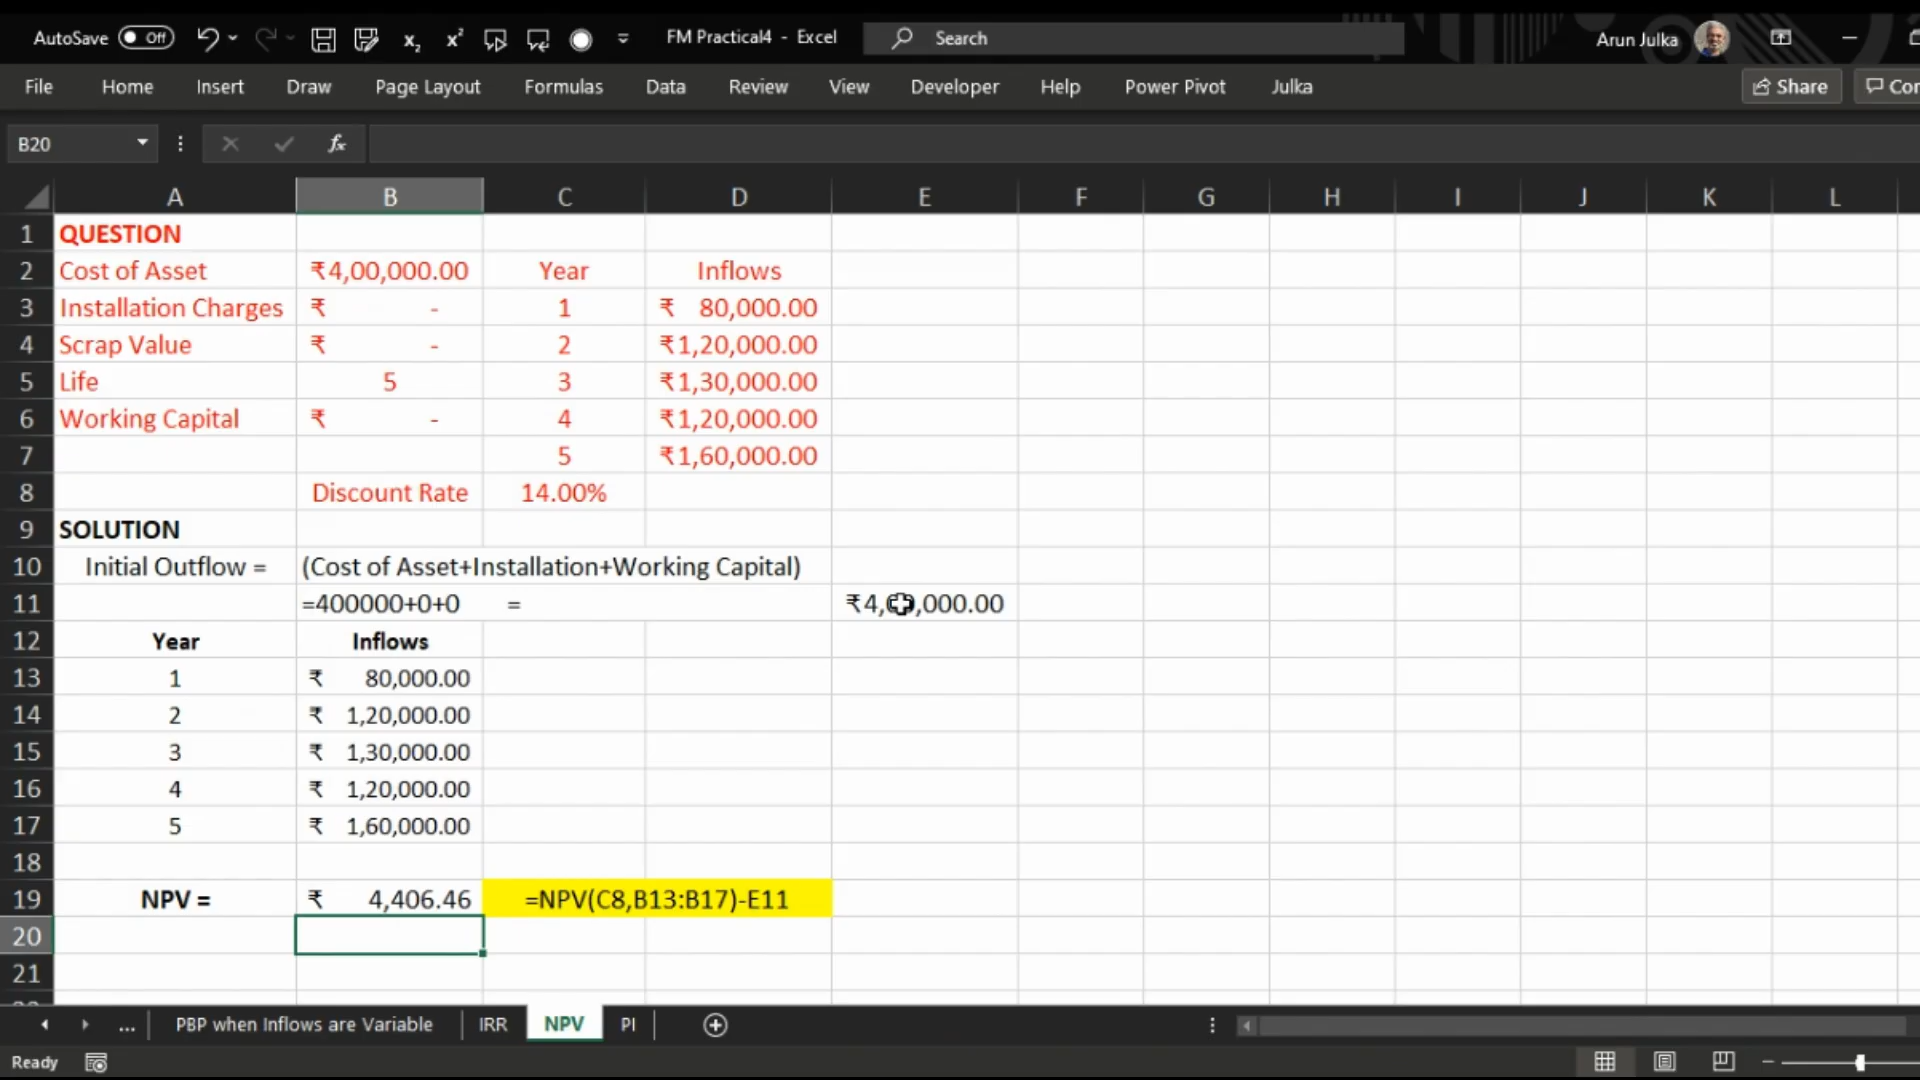 AutoSave Off FM Practical4 - Excel Search Arun Julka
File Home Insert Draw Page Layout Formulas Data Review View Developer Help Power Pivot Julka Share
B20 fx
A B C D E F G H I J K L
1 QUESTION
2 Cost of Asset ₹4,00,000.00 Year Inflows
3 Installation Charges ₹ - 1 ₹ 80,000.00
4 Scrap Value ₹ - 2 ₹1,20,000.00
5 Life 5 3 ₹1,30,000.00
6 Working Capital ₹ - 4 ₹1,20,000.00
7 5 ₹1,60,000.00
8 Discount Rate 14.00%
9 SOLUTION
10 Initial Outflow = (Cost of Asset+Installation+Working Capital)
11 =400000+0+0 =
12 Year Inflows
13 1 ₹ 80,000.00
14 2 ₹ 1,20,000.00
15 3 ₹ 1,30,000.00
16 4 ₹ 1,20,000.00
17 5 ₹ 1,60,000.00
18
19 NPV = ₹ 4,406.46 =NPV(C8,B13:B17)-E11
20
21
... PBP when Inflows are Variable IRR NPV PI
Ready